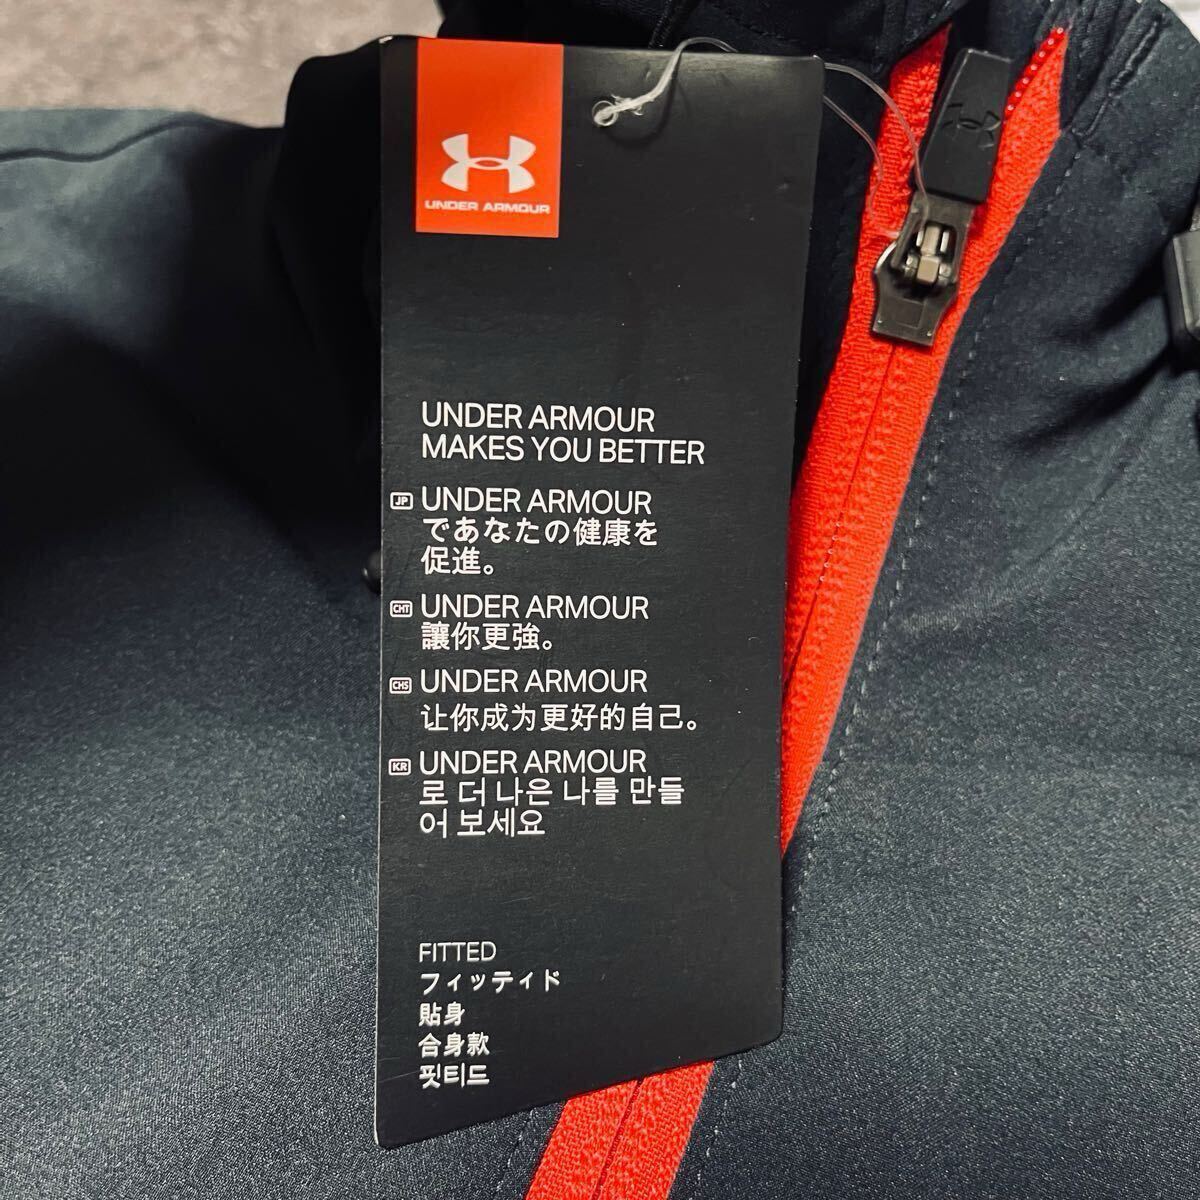 UNDER ARMOUR
UNDER ARMOUR
MAKES YOU BETTER
JP UNDER ARMOUR
であなたの健康を
促進。
CHT UNDER ARMOUR
讓你更強。
CHS UNDER ARMOUR
让你成为更好的自己。
KR UNDER ARMOUR
로 더 나은 나를 만들
어 보세요
FITTED
フィッティド
貼身
合身款
핏티드